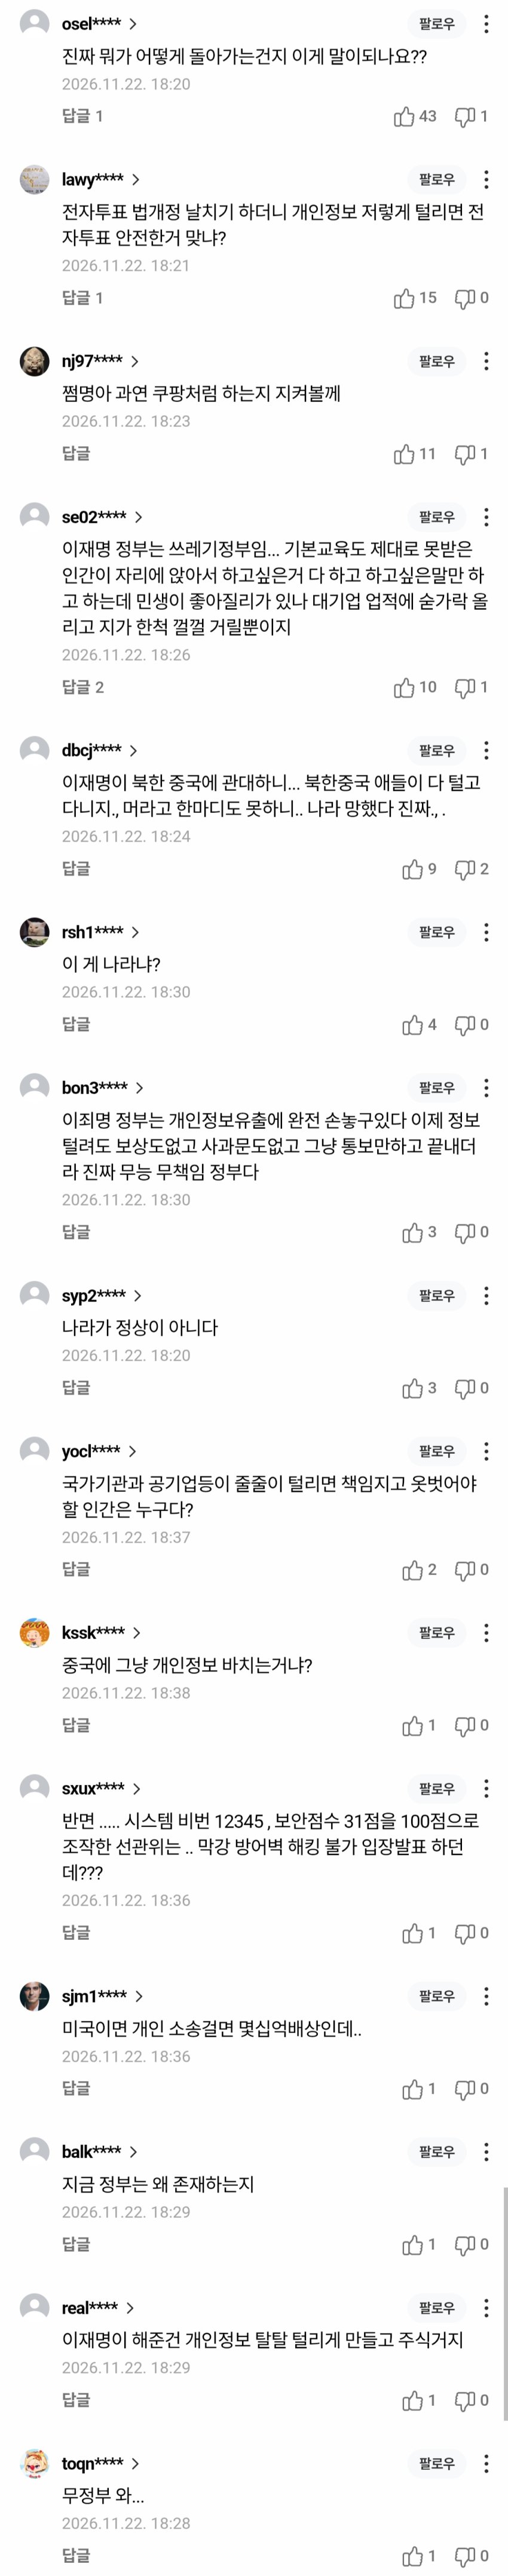 osel**** >
팔로우
진짜 뭐가 어떻게 돌아가는건지 이게 말이되나요??
2026.11.22. 18:20
답글 1
43
1
lawy**** >
팔로우
전자투표 법개정 날치기 하더니 개인정보 저렇게 털리면 전
자투표 안전한거 맞냐?
2026.11.22. 18:21
답글 1
15
0
nj97**** >
팔로우
쩜명아 과연 쿠팡처럼 하는지 지켜볼께
2026.11.22. 18:23
답글
11
1
se02**** >
팔로우
이재명 정부는 쓰레기정부임... 기본교육도 제대로 못받은
인간이 자리에 앉아서 하고싶은거 다 하고 하고싶은말만 하
고 하는데 민생이 좋아질리가 있나 대기업 업적에 숟가락 올
리고 지가 한척 껄껄 거릴뿐이지
2026.11.22. 18:26
답글 2
10
1
dbcj**** >
팔로우
이재명이 북한 중국에 관대하니... 북한중국 애들이 다 털고
다니지., 머라고 한마디도 못하니.. 나라 망했다 진짜., .
2026.11.22. 18:24
답글
9
2
rsh1**** >
팔로우
이 게 나라냐?
2026.11.22. 18:30
답글
4
0
bon3**** >
팔로우
이죄명 정부는 개인정보유출에 완전 손놓구있다 이제 정보
털려도 보상도없고 사과문도없고 그냥 통보만하고 끝내더
라 진짜 무능 무책임 정부다
2026.11.22. 18:30
답글
3
0
syp2**** >
팔로우
나라가 정상이 아니다
2026.11.22. 18:20
답글
3
0
yocl**** >
팔로우
국가기관과 공기업등이 줄줄이 털리면 책임지고 옷벗어야
할 인간은 누구다?
2026.11.22. 18:37
답글
2
0
kssk**** >
팔로우
중국에 그냥 개인정보 바치는거냐?
2026.11.22. 18:38
답글
1
0
sxux**** >
팔로우
반면 ..... 시스템 비번 12345 , 보안점수 31점을 100점으로
조작한 선관위는 .. 막강 방어벽 해킹 불가 입장발표 하던
데???
2026.11.22. 18:36
답글
1
0
sjm1**** >
팔로우
미국이면 개인 소송걸면 몇십억배상인데..
2026.11.22. 18:36
답글
1
0
balk**** >
팔로우
지금 정부는 왜 존재하는지
2026.11.22. 18:29
답글
1
0
real**** >
팔로우
이재명이 해준건 개인정보 탈탈 털리게 만들고 주식거지
2026.11.22. 18:29
답글
1
0
toqn**** >
팔로우
무정부 와...
2026.11.22. 18:28
답글
1
0